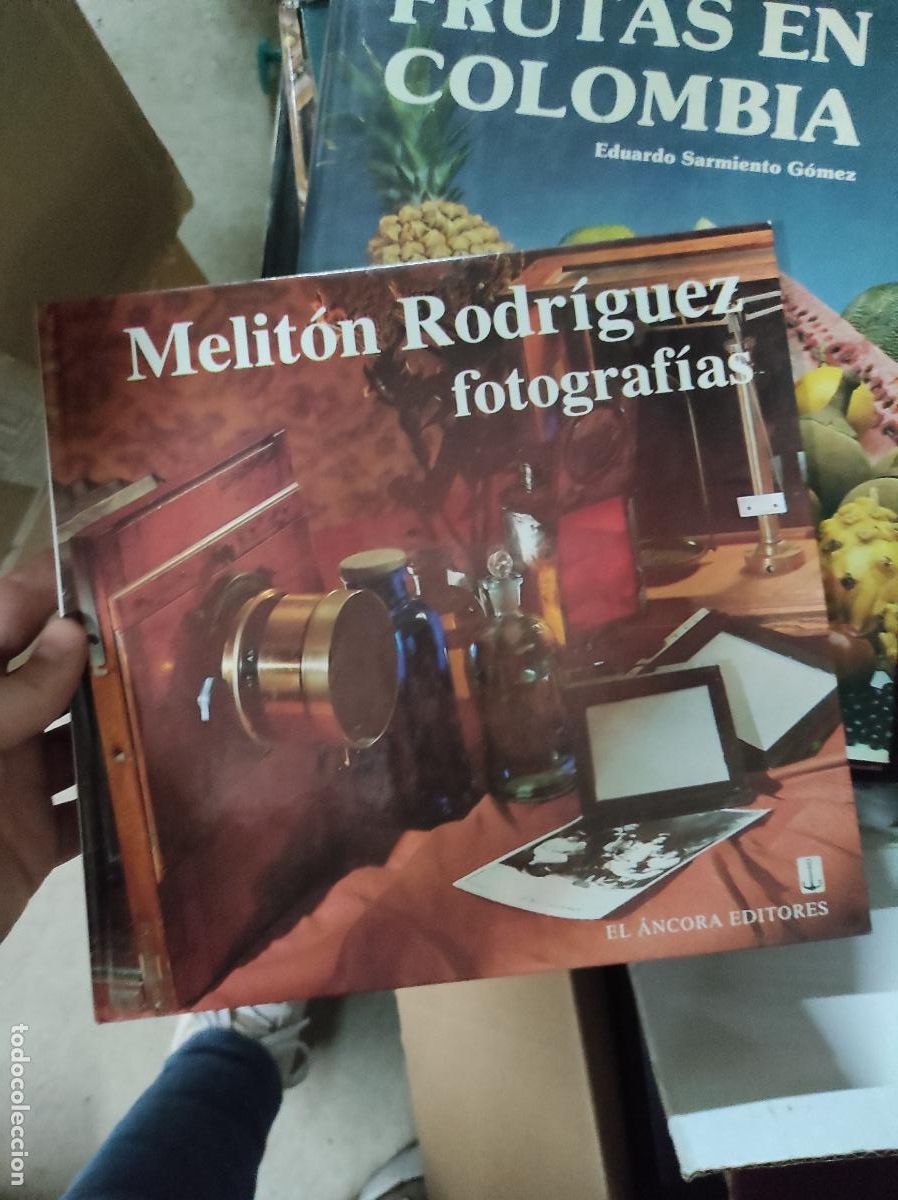 FRUTAS EN
COLOMBIA
Eduardo Sarmiento Gómez
Melitón Rodríguez
fotografías
EL ÁNCORA EDITORES
todocoleccion